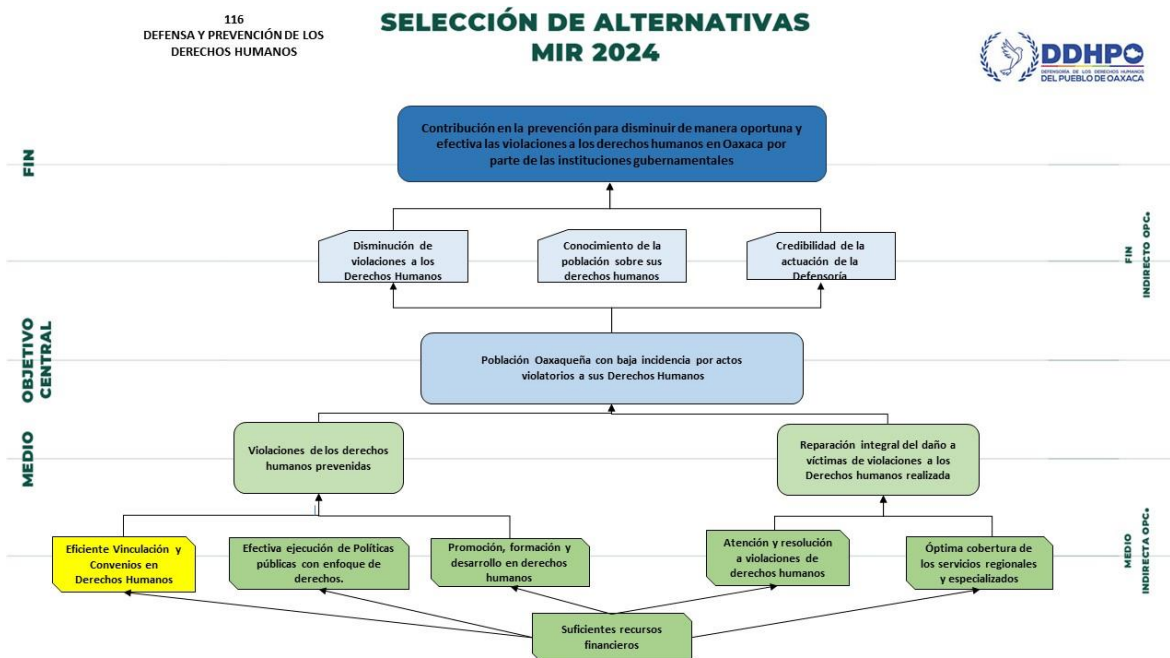 116
DEFENSA Y PREVENCIÓN DE LOS
DERECHOS HUMANOS
SELECCIÓN DE ALTERNATIVAS
MIR 2024
DDHPO
DEFENSORÍA DE LOS DERECHOS HUMANOS
DEL PUEBLO DE OAXACA
FIN
Contribución en la prevención para disminuir de manera oportuna y
efectiva las violaciones a los derechos humanos en Oaxaca por
parte de las instituciones gubernamentales
Disminución de
violaciones a los
Derechos Humanos
Conocimiento de la
población sobre sus
derechos humanos
Credibilidad de la
actuación de la
Defensoría
FIN
INDIRECTO OPC.
OBJETIVO
CENTRAL
Población Oaxaqueña con baja incidencia por actos
violatorios a sus Derechos Humanos
MEDIO
Violaciones de los derechos
humanos prevenidas
Reparación integral del daño a
víctimas de violaciones a los
Derechos humanos realizada
Eficiente Vinculación y
Convenios en
Derechos Humanos
Efectiva ejecución de Políticas
públicas con enfoque de
derechos.
Promoción, formación y
desarrollo en derechos
humanos
Atención y resolución
a violaciones de
derechos humanos
Óptima cobertura de
los servicios regionales
y especializados
MEDIO
INDIRECTA OPC.
Suficientes recursos
financieros